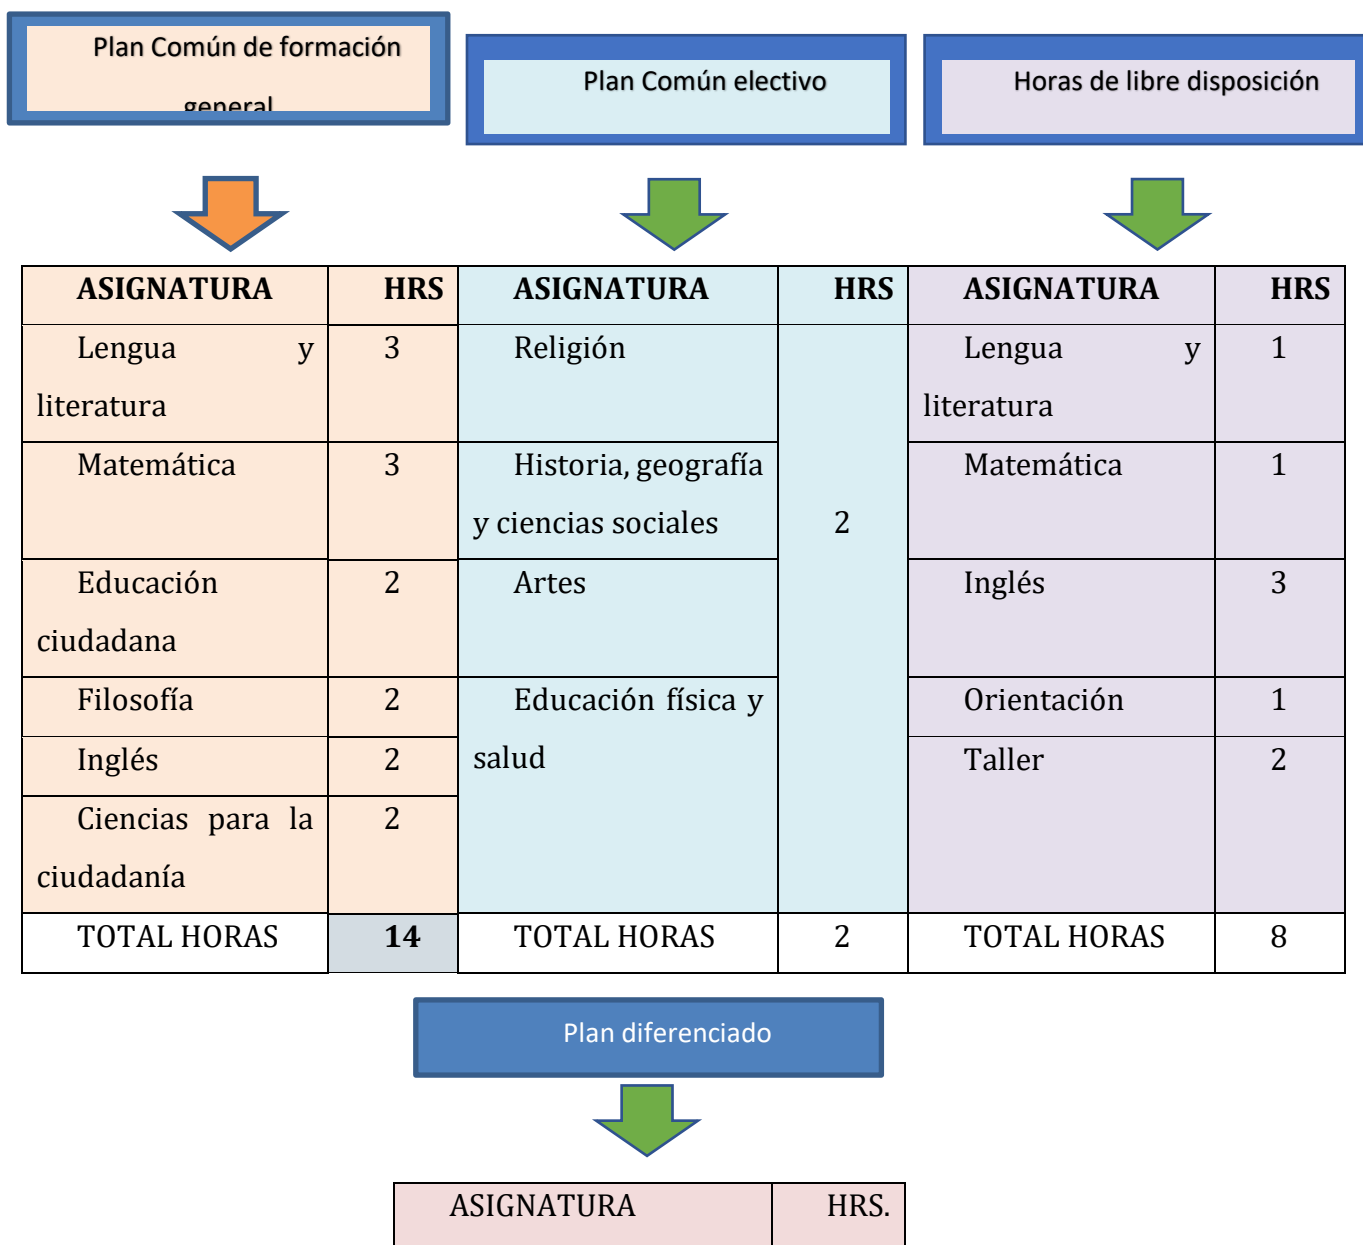 Plan Común de formación
general
Plan Común electivo
Horas de libre disposición
ASIGNATURA HRS ASIGNATURA HRS ASIGNATURA HRS
Lengua y
literatura
3
Religión
2
Lengua y
literatura
1
Matemática
3
Historia, geografía
y ciencias sociales
Matemática
1
Educación
ciudadana
2
Artes
Inglés
3
Filosofía
2
Educación física y
salud
Orientación
1
Inglés
2
Taller
2
Ciencias para la
ciudadanía
2
TOTAL HORAS 14 TOTAL HORAS 2 TOTAL HORAS 8
Plan diferenciado
ASIGNATURA HRS.